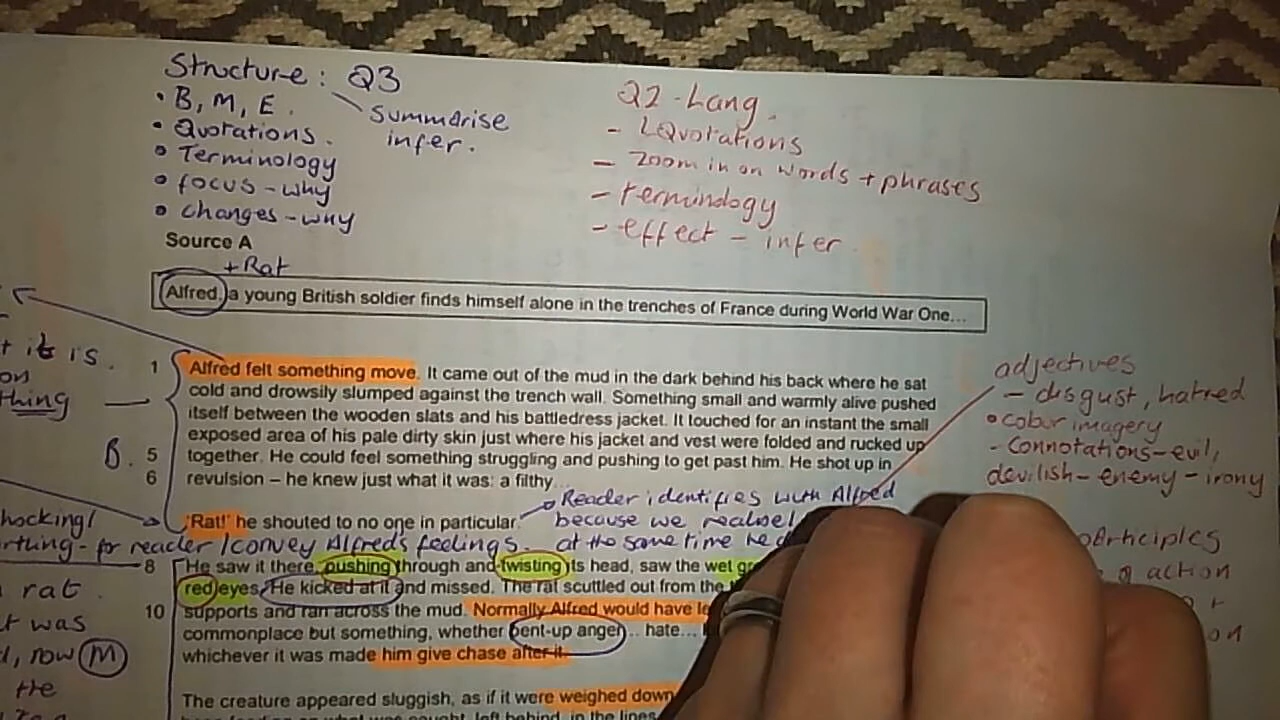 Structure : Q3
• B, M, E.
summarise
• Quotations.
infer.
• Terminology
• focus - why
• changes - why
Q2 - Lang.
- Quotations
- Zoom in on words + phrases
- terminology
- effect - infer
Source A
+ Rat
Alfred, a young British soldier finds himself alone in the trenches of France during World War One...
it is.
thing
1 Alfred felt something move. It came out of the mud in the dark behind his back where he sat
cold and drowsily slumped against the trench wall. Something small and warmly alive pushed
itself between the wooden slats and his battledress jacket. It touched for an instant the small
exposed area of his pale dirty skin just where his jacket and vest were folded and rucked up
B. 5 together. He could feel something struggling and pushing to get past him. He shot up in
6 revulsion – he knew just what it was: a filthy...
adjectives
- disgust, hatred
• colour imagery
- Connotations - evil,
devilish - enemy - irony
Reader identifies with Alfred
'Rat!' he shouted to no one in particular.
because we
for reader / convey Alfred's feelings.
at the same time he
8 He saw it there, pushing through and twisting its head, saw the wet
red eyes. He kicked at it and missed. The rat scuttled out from the
10 supports and ran across the mud. Normally Alfred would have
commonplace but something, whether pent-up anger... hate...
whichever it was made him give chase after it.
The creature appeared sluggish, as if it were weighed down
left behind, in the lines
action
rat
was
now M
the